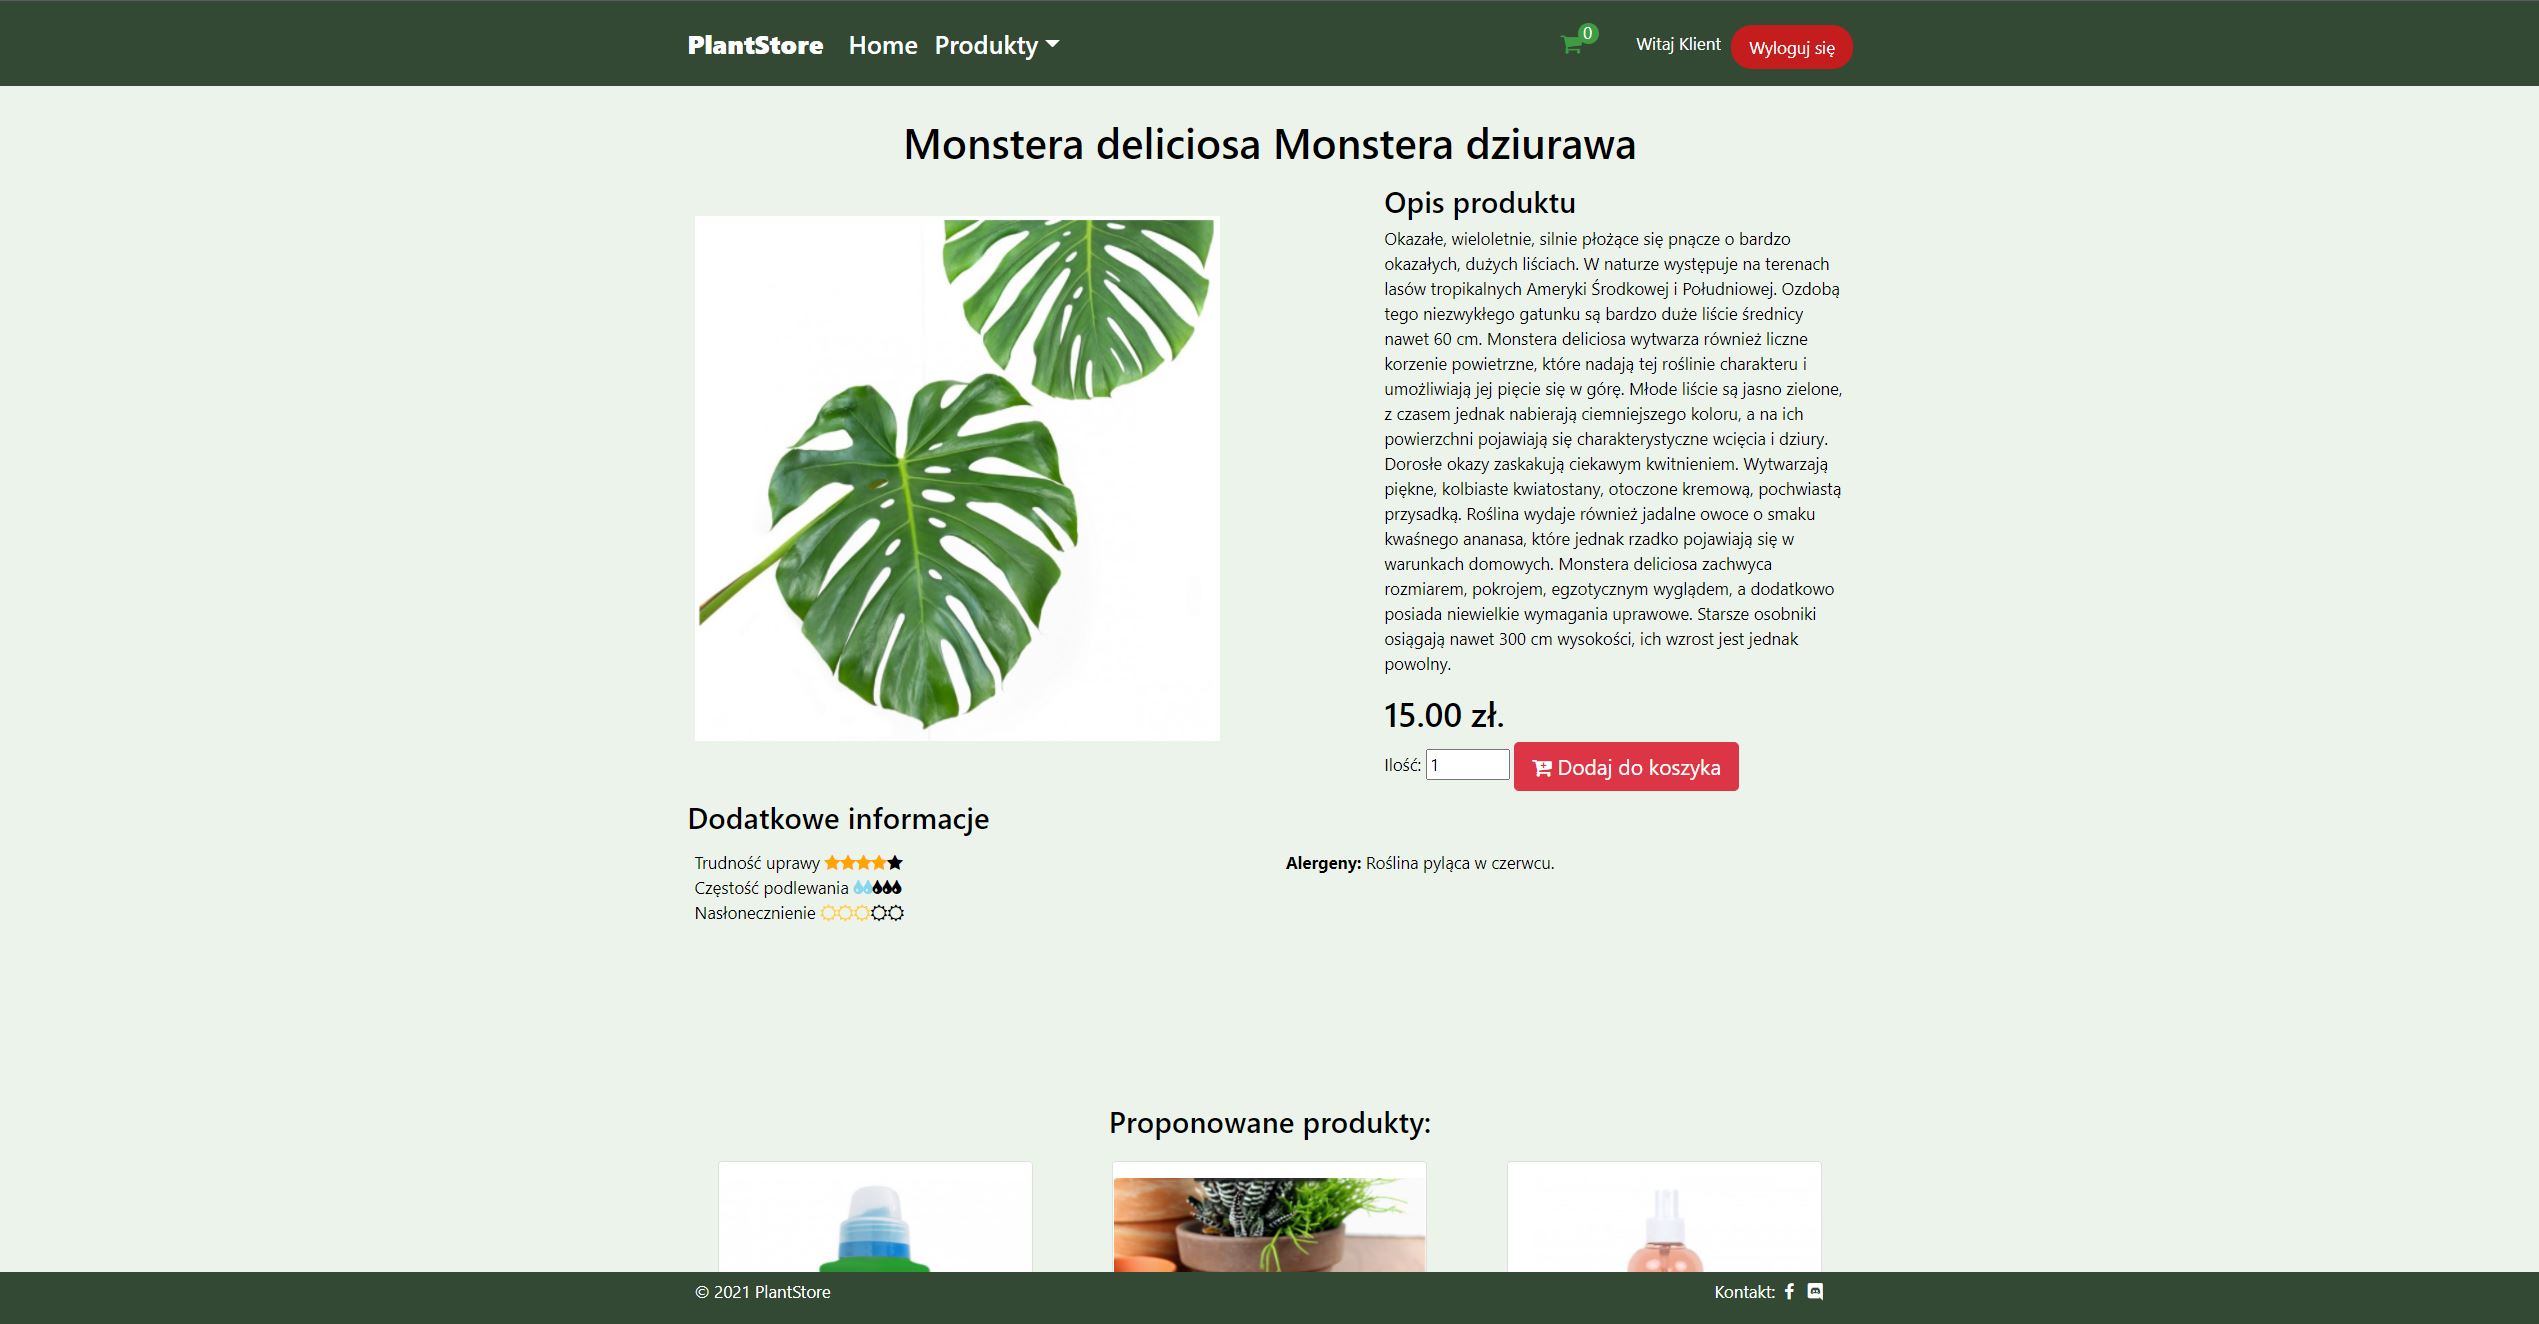 PlantStore Home Produkty 0 Witaj Klient Wyloguj się
Monstera deliciosa Monstera dziurawa
Opis produktu
Okazałe, wieloletnie, silnie płożące się pnącze o bardzo
okazałych, dużych liściach. W naturze występuje na terenach
lasów tropikalnych Ameryki Środkowej i Południowej. Ozdobą
tego niezwykłego gatunku są bardzo duże liście średnicy
nawet 60 cm. Monstera deliciosa wytwarza również liczne
korzenie powietrzne, które nadają tej roślinie charakteru i
umożliwiają jej pięcie się w górę. Młode liście są jasno zielone,
z czasem jednak nabierają ciemniejszego koloru, a na ich
powierzchni pojawiają się charakterystyczne wcięcia i dziury.
Dorosłe okazy zaskakują ciekawym kwitnieniem. Wytwarzają
piękne, kolbiaste kwiatostany, otoczone kremową, pochwiastą
przysadką. Roślina wydaje również jadalne owoce o smaku
kwaśnego ananasa, które jednak rzadko pojawiają się w
warunkach domowych. Monstera deliciosa zachwyca
rozmiarem, pokrojem, egzotycznym wyglądem, a dodatkowo
posiada niewielkie wymagania uprawowe. Starsze osobniki
osiągają nawet 300 cm wysokości, ich wzrost jest jednak
powolny.
15.00 zł.
Ilość: 1 Dodaj do koszyka
Dodatkowe informacje
Trudność uprawy
Częstość podlewania
Nasłonecznienie
Alergeny: Roślina pyląca w czerwcu.
Proponowane produkty:
© 2021 PlantStore
Kontakt: